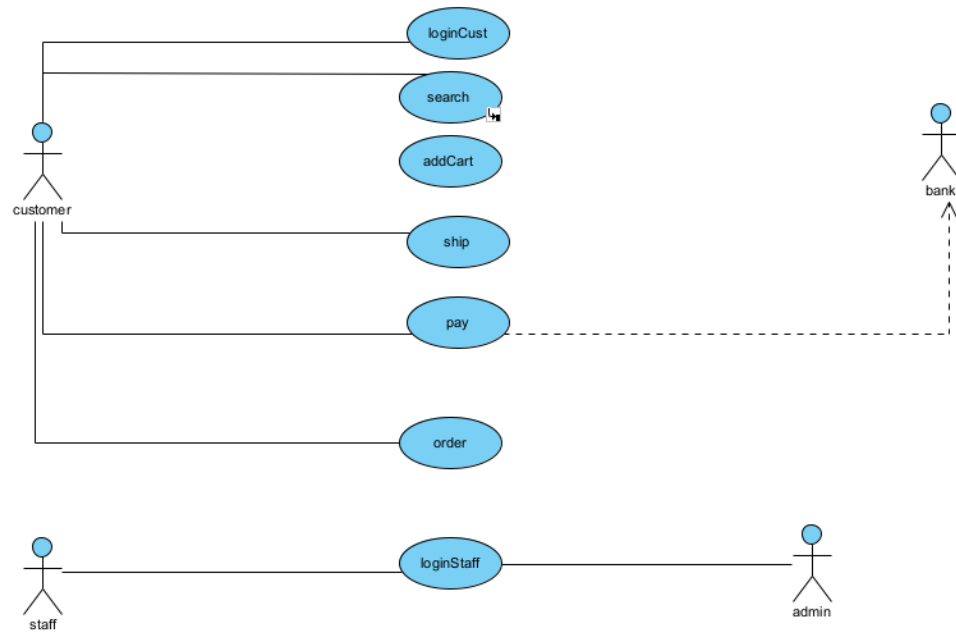 loginCust
search
addCart
bank
customer
ship
pay
order
loginStaff
admin
staff